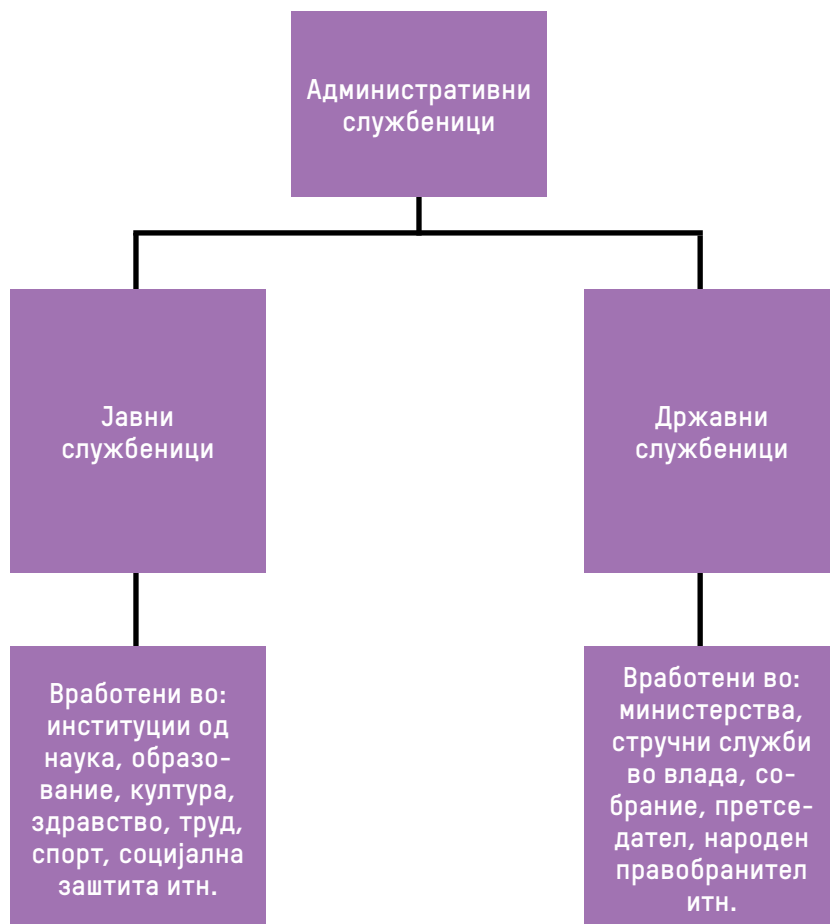 Административни
службеници
Јавни
службеници
Државни
службеници
Вработени во:
институции од
наука, образо-
вание, култура,
здравство, труд,
спорт, социјална
заштита итн.
Вработени во:
министерства,
стручни служби
во влада, со-
брание, претсе-
дател, народен
правобранител
итн.